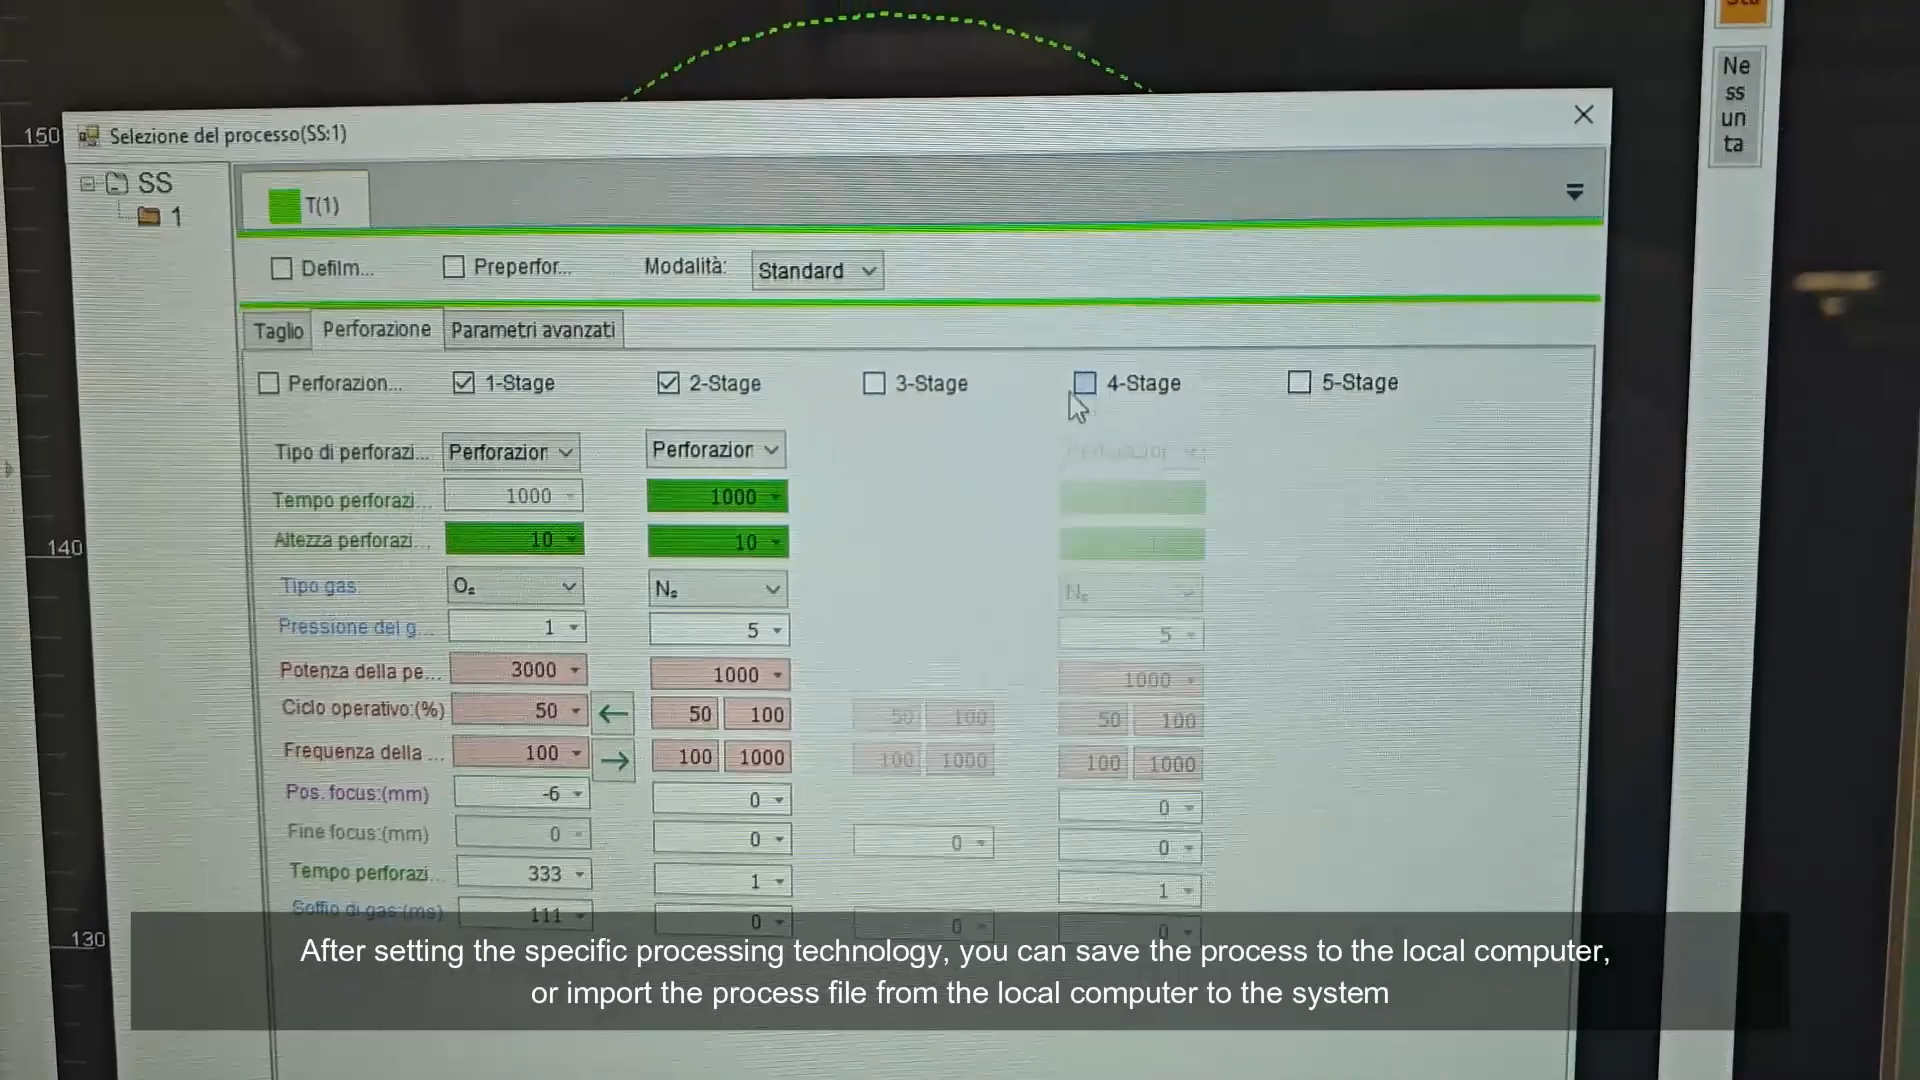 Ne
ss
un
ta
150
Selezione del processo(SS:1)
SS
1
T(1)
Defilm...
Preperfor...
Modalità:
Standard
Taglio
Perforazione
Parametri avanzati
Perforazion...
1-Stage
2-Stage
3-Stage
4-Stage
5-Stage
Tipo di perforazi...
Perforazior
Perforazior
Tempo perforazi...
1000
1000
Altezza perforazi...
10
10
140
Tipo gas:
O₂
N₂
N₂
Pressione del g...
1
5
5
Potenza della pe...
3000
1000
1000
Ciclo operativo:(%)
50
50 100
50 100
50 100
Frequenza della ...
100
100 1000
100 1000
100 1000
Pos. focus:(mm)
-6
0
0
Fine focus:(mm)
0
0
0
0
Tempo perforazi...
333
1
1
Soffio di gas:(ms)
111
0
0
0
130
After setting the specific processing technology, you can save the process to the local computer,
or import the process file from the local computer to the system